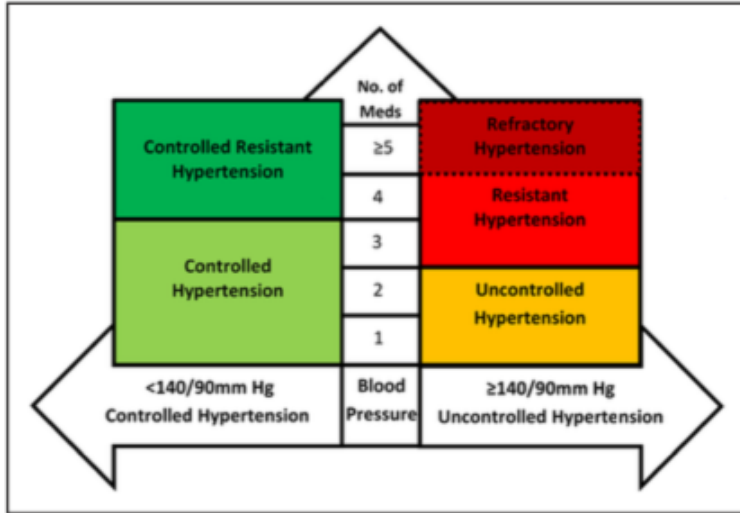 No. of
Meds
Controlled Resistant
Hypertension
≥5
Refractory
Hypertension
4
Resistant
Hypertension
3
Controlled
Hypertension
2
Uncontrolled
Hypertension
1
<140/90mm Hg
Controlled Hypertension
Blood
Pressure
≥140/90mm Hg
Uncontrolled Hypertension